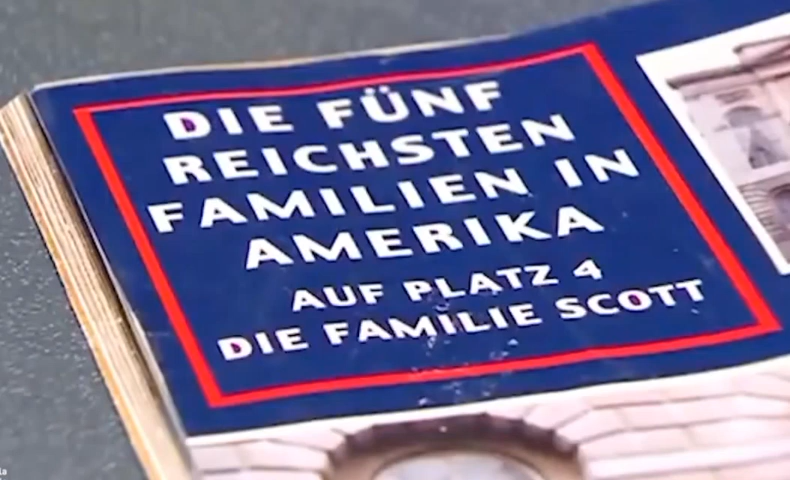 DIE FÜNF
REICHSTEN
FAMILIEN IN
AMERIKA
AUF PLATZ 4
DIE FAMILIE SCOTT